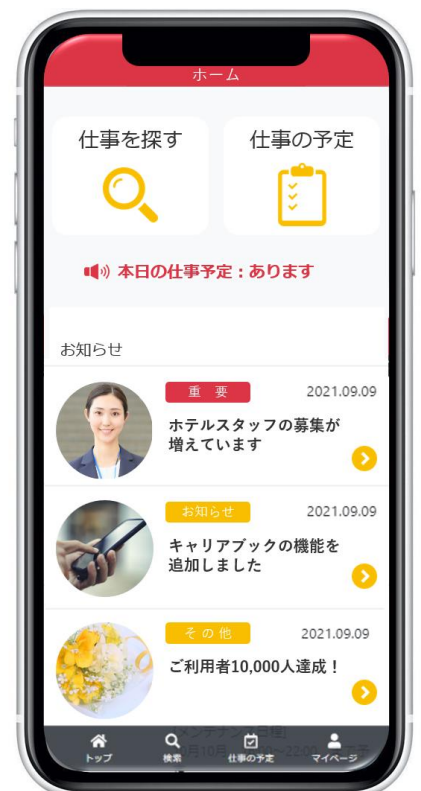 ホーム
仕事を探す
仕事の予定
本日の仕事予定：あります
お知らせ
重 要
2021.09.09
ホテルスタッフの募集が
増えています
お知らせ
2021.09.09
キャリアブックの機能を
追加しました
その他
2021.09.09
ご利用者10,000人達成！
トップ
検索
仕事の予定
マイページ